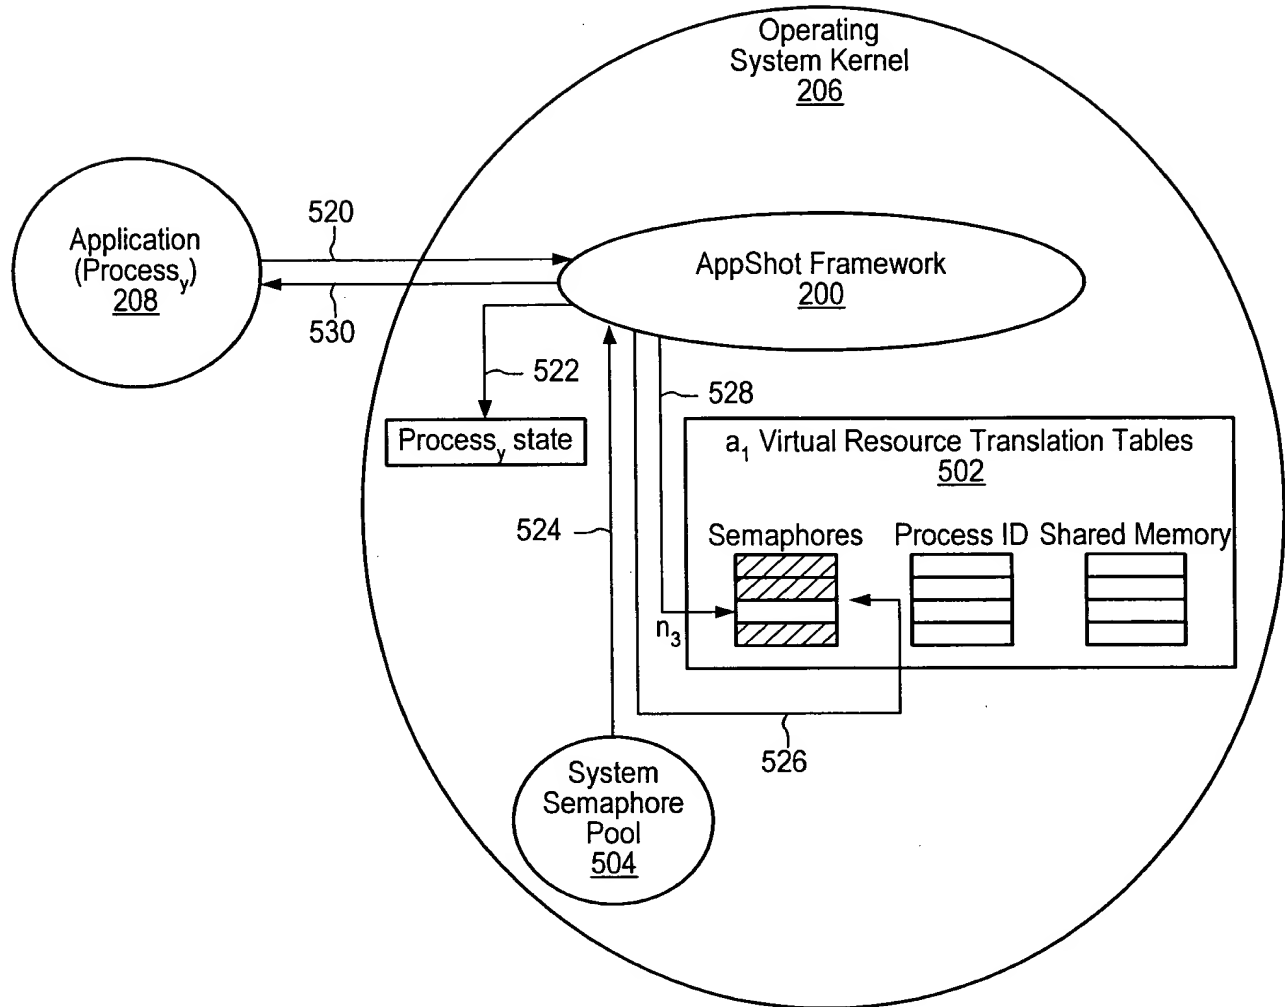 Operating
System Kernel
206
520
Application
(Processy)
208
AppShot Framework
200
530
522
528
Processy state
a1 Virtual Resource Translation Tables
502
524
Semaphores Process ID Shared Memory
n3
526
System
Semaphore
Pool
504